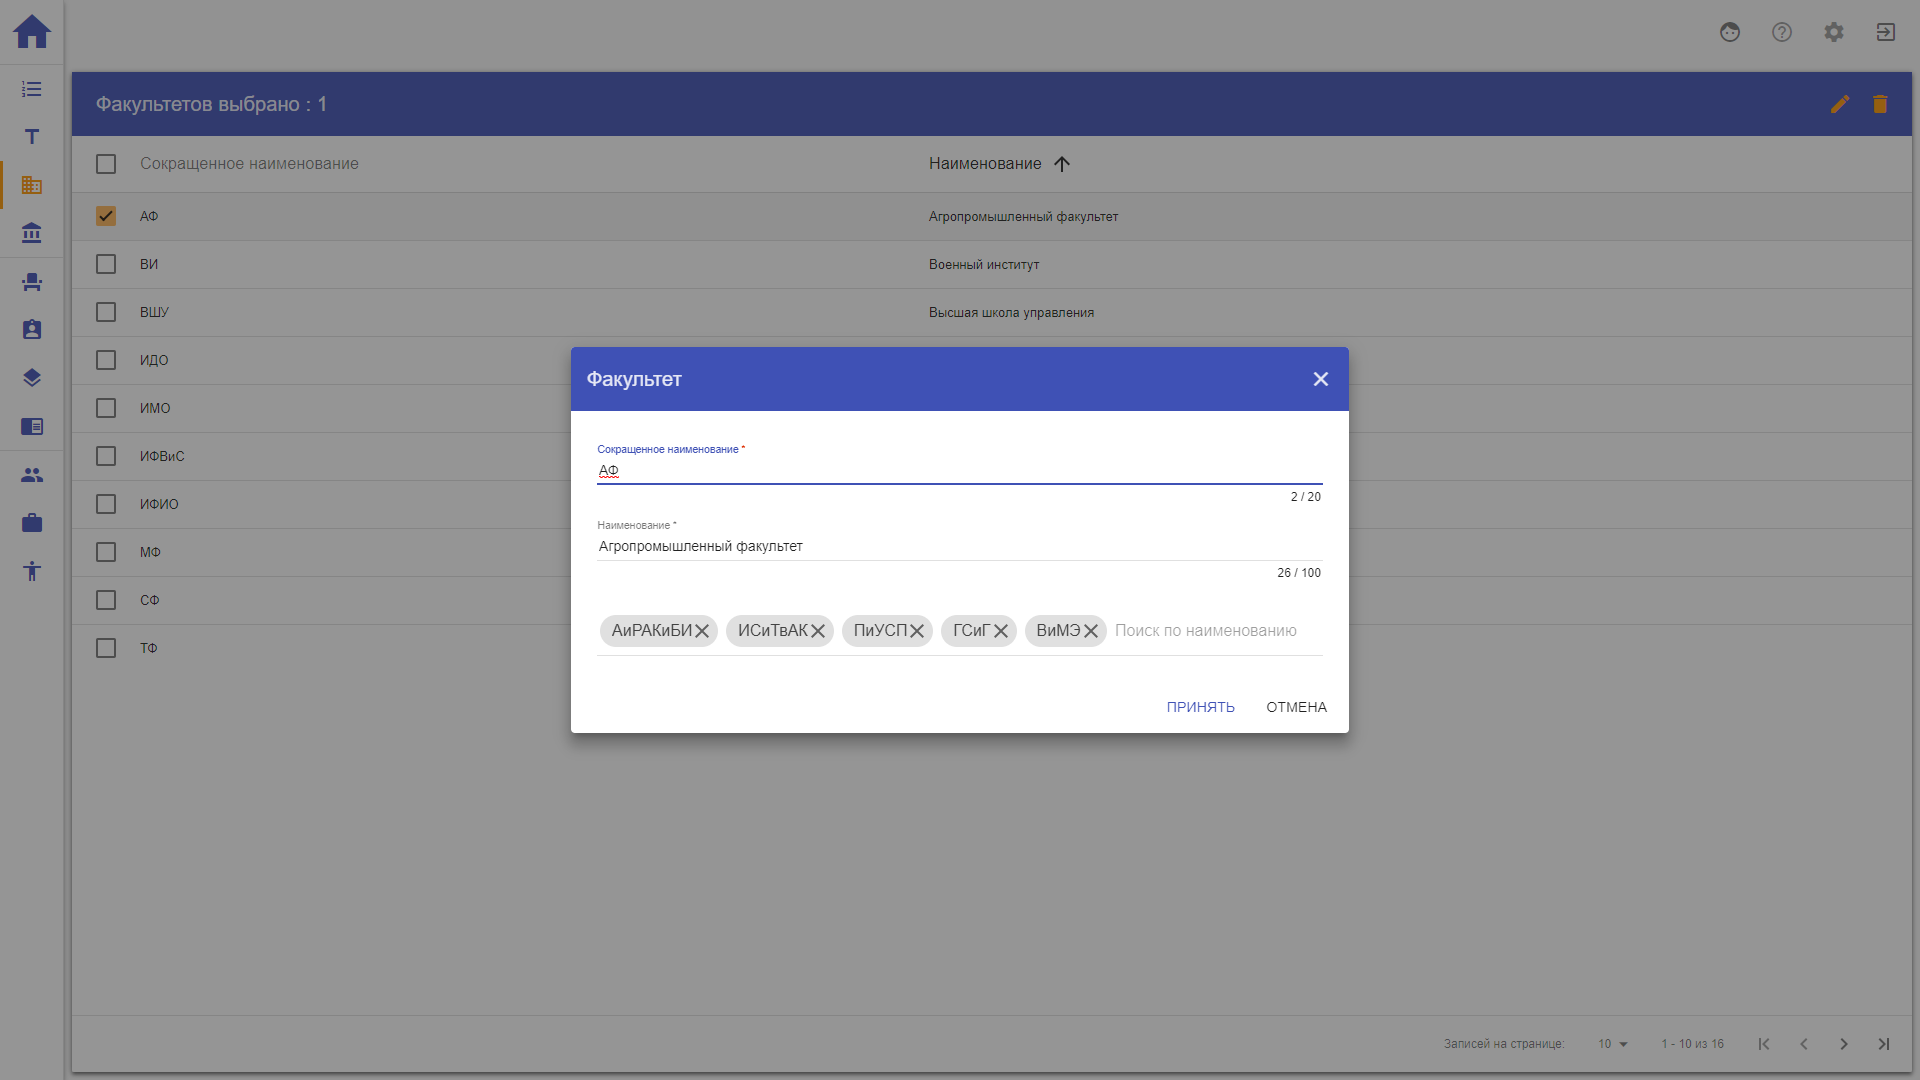 Факультетов выбрано : 1
Сокращенное наименование Наименование
АФ Агропромышленный факультет
ВИ Военный институт
ВШУ Высшая школа управления
ИДО
ИМО
ИФВиС
ИФИО
МФ
СФ
ТФ
Факультет
Сокращенное наименование *
АФ
2 / 20
Наименование *
Агропромышленный факультет
26 / 100
АиРАКиБИ ИСиТвАК ПиУСП ГСиГ ВиМЭ Поиск по наименованию
ПРИНЯТЬ ОТМЕНА
Записей на странице: 10 1 - 10 из 16